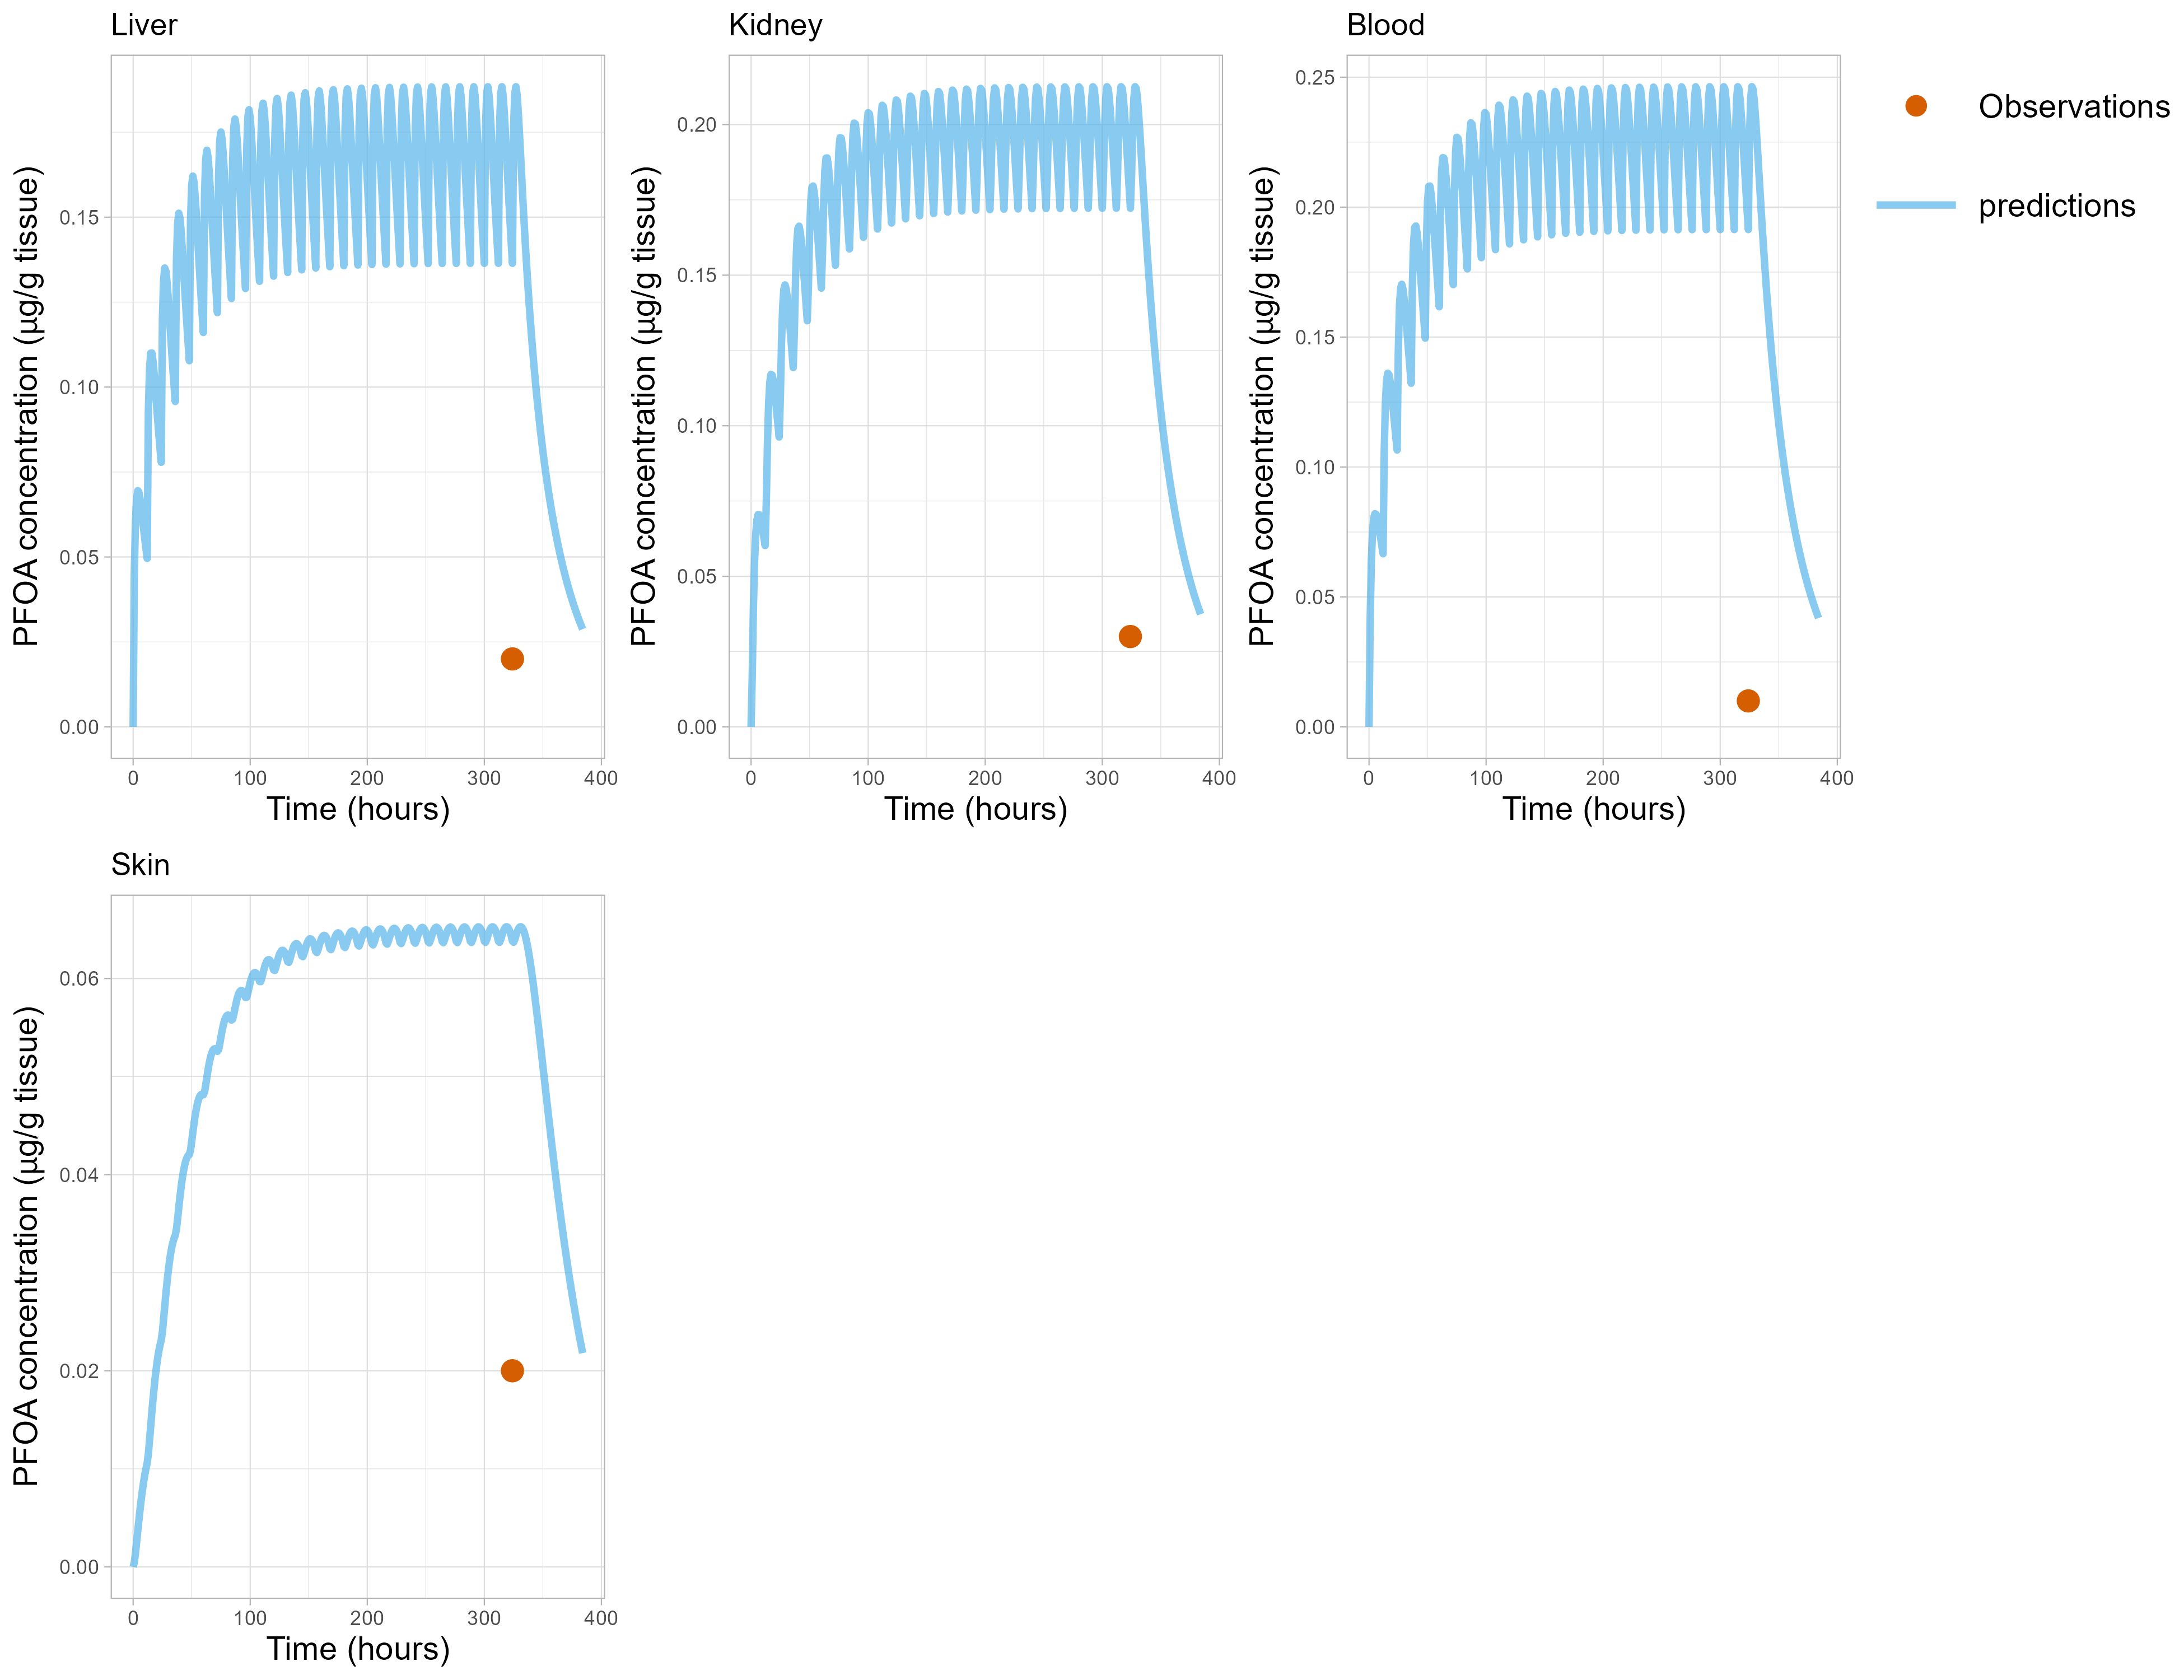 Liver
PFOA concentration (µg/g tissue)
0.15
0.10
0.05
0.00
0 100 200 300 400
Time (hours)
Kidney
PFOA concentration (µg/g tissue)
0.20
0.15
0.10
0.05
0.00
0 100 200 300 400
Time (hours)
Blood
PFOA concentration (µg/g tissue)
0.25
0.20
0.15
0.10
0.05
0.00
0 100 200 300 400
Time (hours)
Observations
predictions
Skin
PFOA concentration (µg/g tissue)
0.06
0.04
0.02
0.00
0 100 200 300 400
Time (hours)